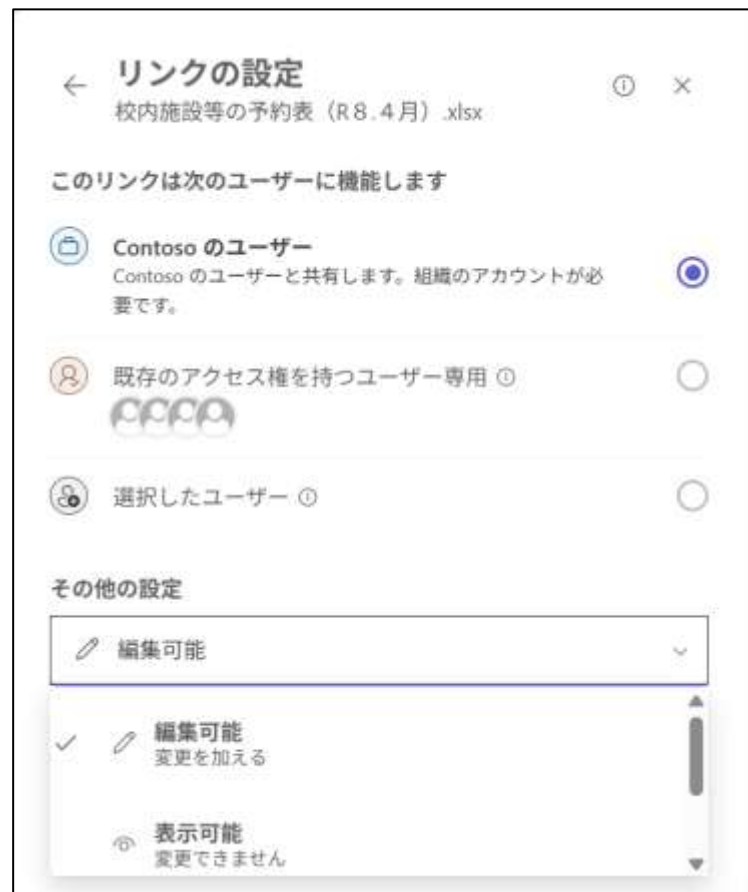 リンクの設定
校内施設等の予約表（R８.４月）.xlsx
このリンクは次のユーザーに機能します
Contoso のユーザー
Contoso のユーザーと共有します。組織のアカウントが必
要です。
既存のアクセス権を持つユーザー専用
選択したユーザー
その他の設定
編集可能
編集可能
変更を加える
表示可能
変更できません